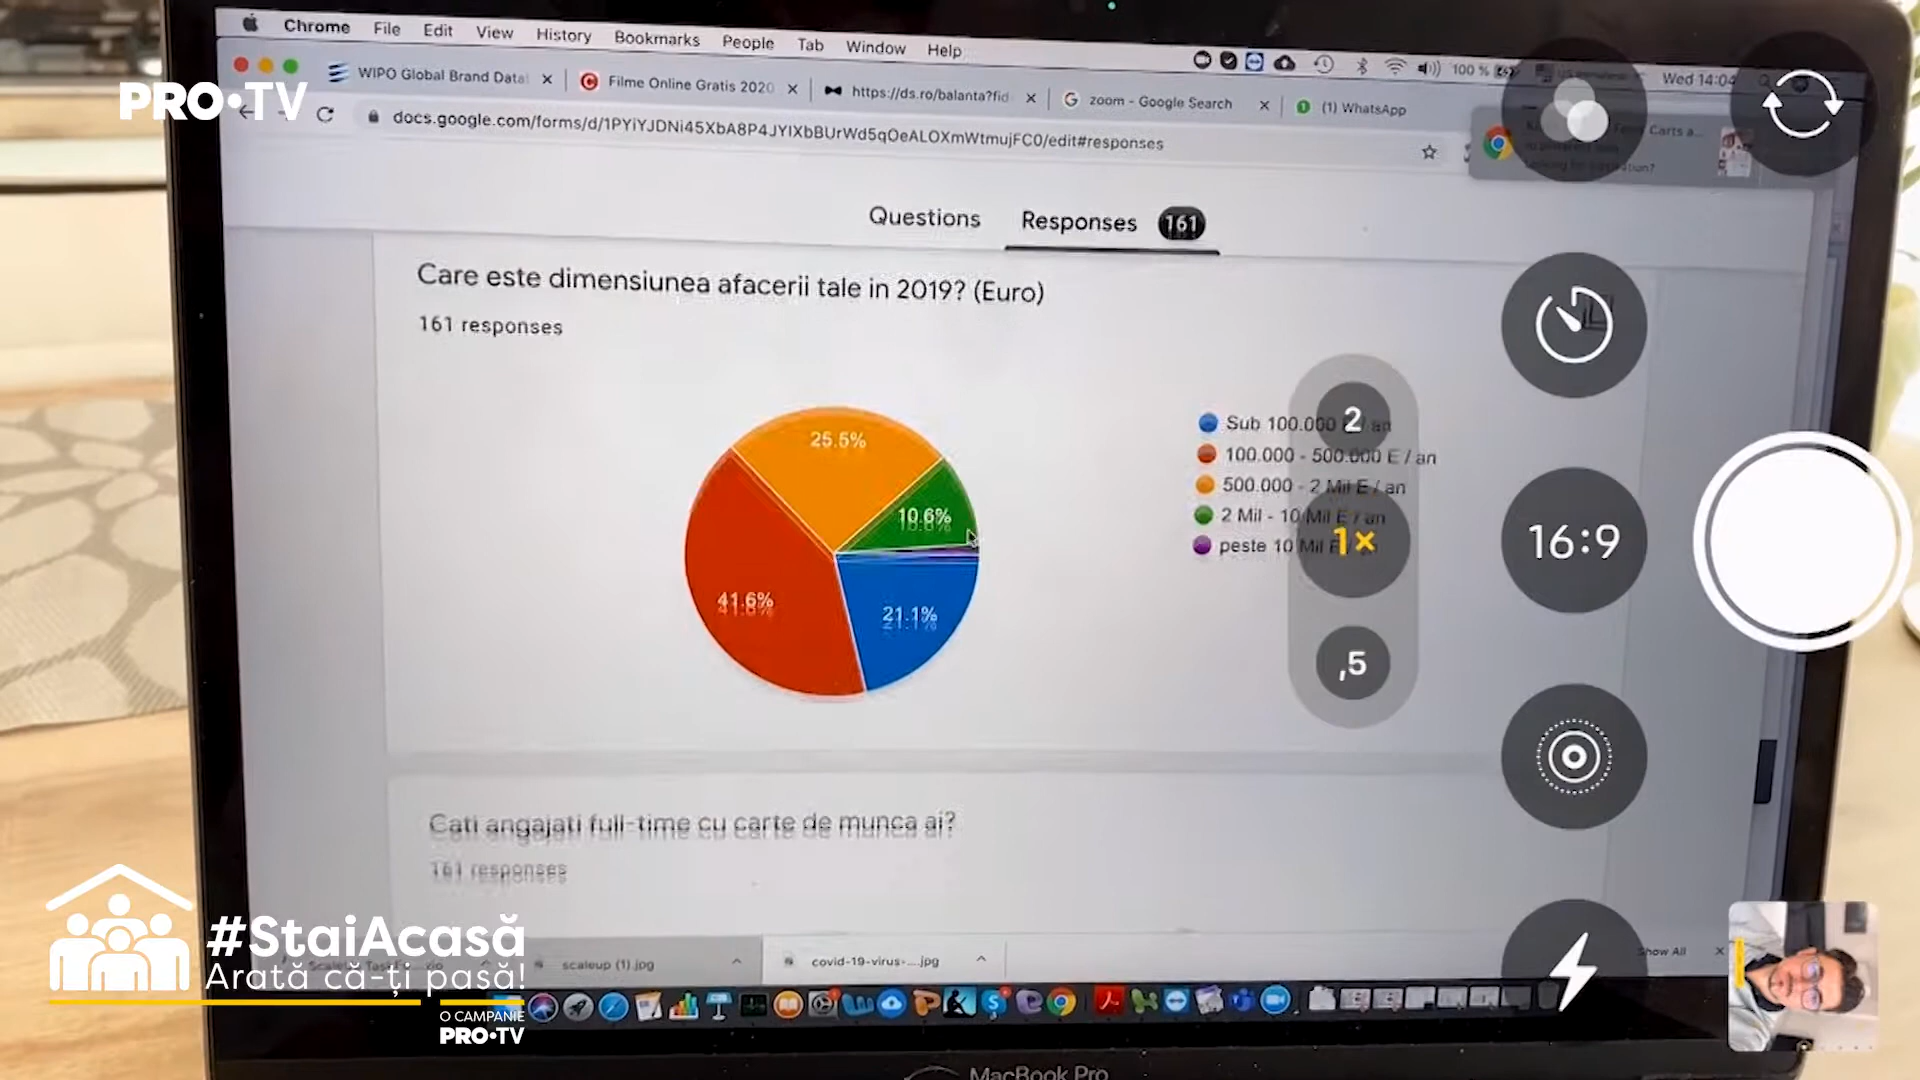 Chrome File Edit View History Bookmarks People Tab Window Help
100 %
Wed 14:04
PRO•TV
WIPO Global Brand Data
Filme Online Gratis 2020
https://ds.ro/balanta?fid
zoom - Google Search
(1) WhatsApp
docs.google.com/forms/d/1PYiYJDNi45XbA8P4JYIXbBUrWd5qOeALOXmWtmujFC0/edit#responses
Questions Responses 161
Care este dimensiunea afacerii tale in 2019? (Euro)
161 responses
25.5%
10.6%
41.6%
21.1%
Sub 100.000 / an
100.000 - 500.000 E / an
500.000 - 2 Mil E / an
2 Mil - 10 Mil E / an
peste 10 Mil
2
1×
,5
16:9
Cati angajati full-time cu carte de munca ai?
161 responses
#StaiAcasă
Arată că-ți pasă!
O CAMPANIE
PRO•TV
scaleup (1).jpg
covid-19-virus-....jpg
Show All
MacBook Pro